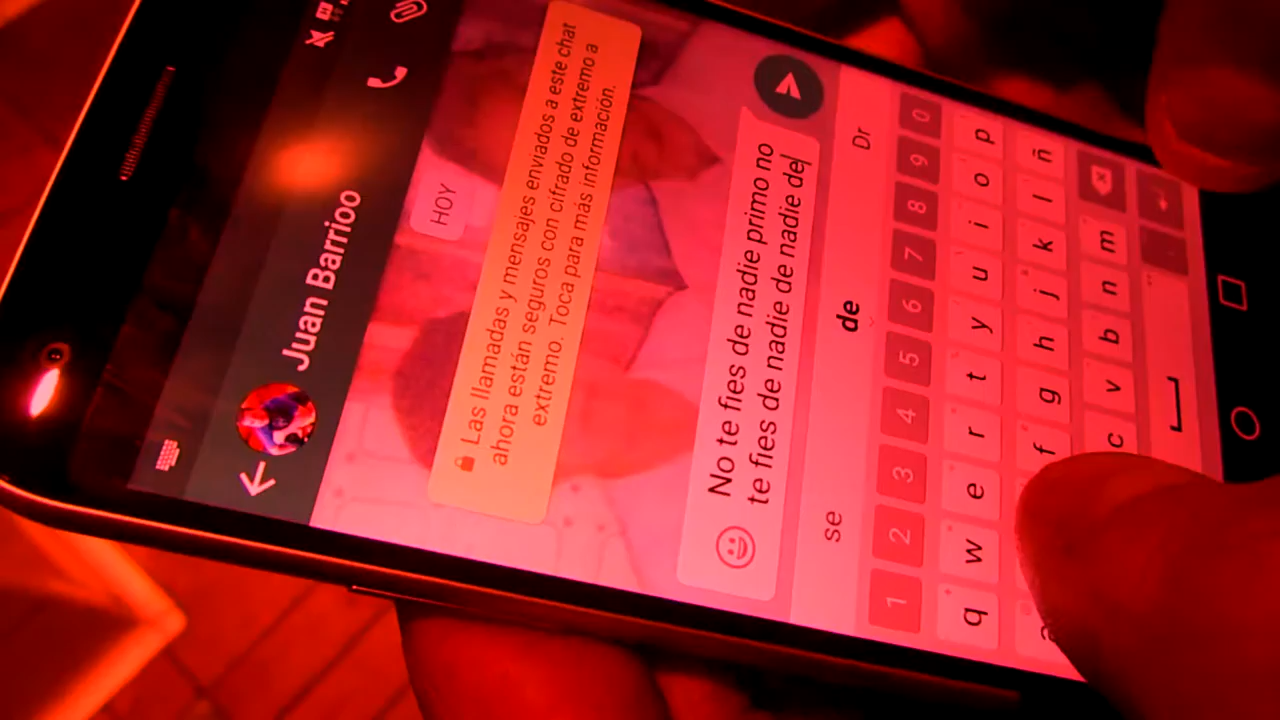 Juan Barrioo
HOY
Las llamadas y mensajes enviados a este chat
ahora están seguros con cifrado de extremo a
extremo. Toca para más información.
No te fies de nadie primo no
te fies de nadie de nadie de
se de Dr
1 2 3 4 5 6 7 8 9 0
q w e r t y u i o p
a f g h j k l ñ
c v b n m